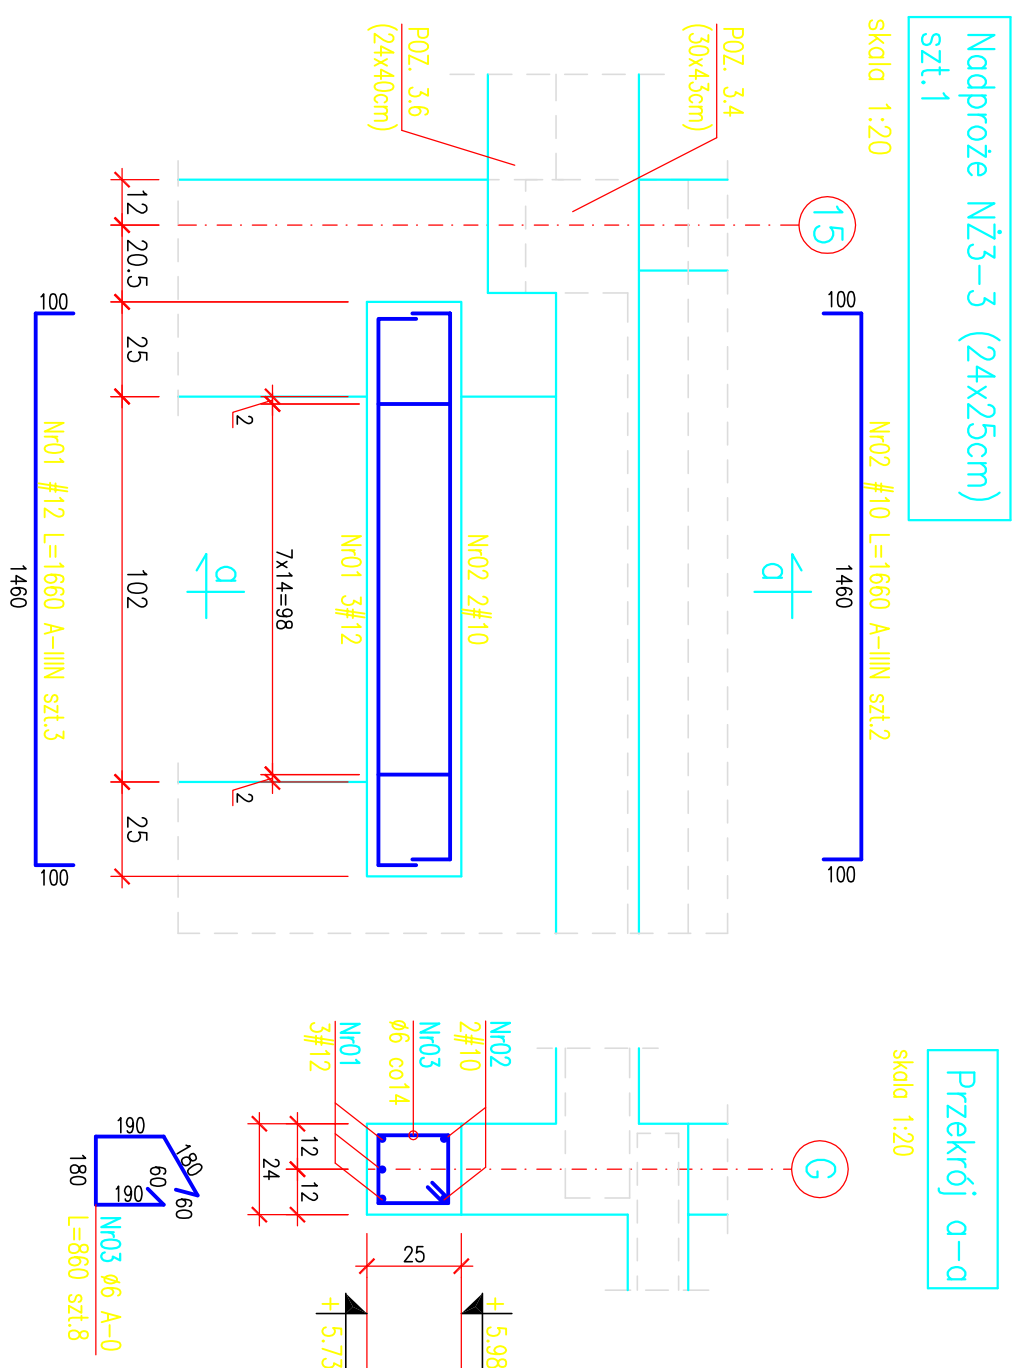 Nadproże NŻ3-3 (24x25cm)
szt.1
skala 1:20
POZ. 3.4
(30x43cm)
POZ. 3.6
(24x40cm)
15
100
Nr02 #10 L=1660 A-IIIN szt.2
1460
100
a
a
Nr02 2#10
Nr01 3#12
2
7x14=98
2
12
20.5
25
102
25
100
Nr01 #12 L=1660 A-IIIN szt.3
1460
100
Przekrój a-a
skala 1:20
G
Nr02
2#10
Nr03
ø6 co14
Nr01
3#12
12
12
24
25
+ 5.98
+ 5.73
190
180
60
60
190
180
Nr03 ø6 A-0
L=860 szt.8